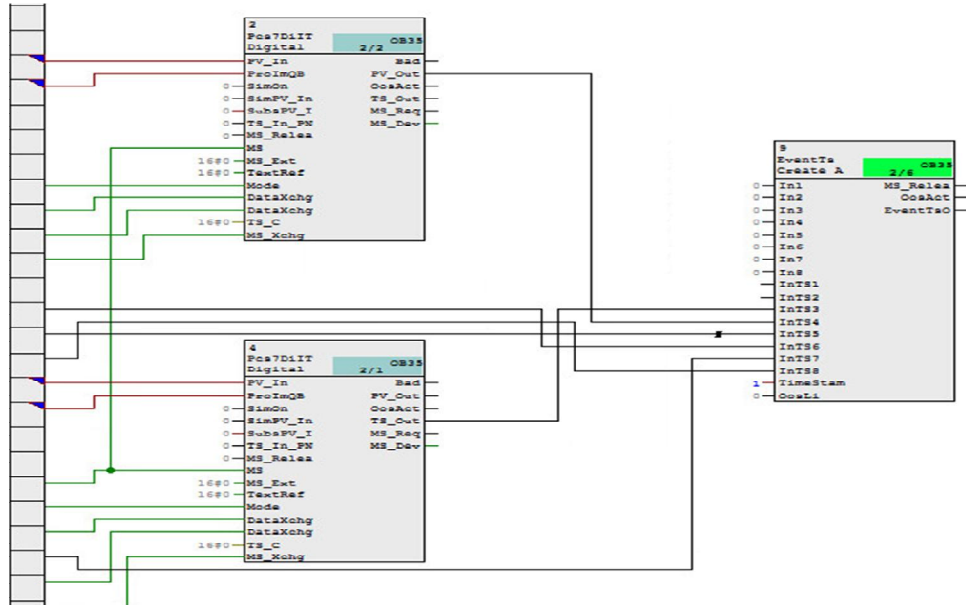 2
Pcs7DiIT
OB35
Digital
2/2
PV_In
Bad
ProImQB
PV_Out
0
SimOn
OosAct
0
SimPV_In
TS_Out
0
SubsPV_I
MS_Req
0
TS_In_PN
MS_Dev
0
MS_Relea
MS
16#0
MS_Ext
16#0
TextRef
Mode
DataXchg
DataXchg
16#0
TS_C
MS_Xchg
9
EventTs
OB35
Create A
2/6
0
In1
MS_Relea
0
In2
OosAct
0
In3
EventTsO
0
In4
0
In5
0
In6
0
In7
0
In8
InTS1
InTS2
InTS3
InTS4
InTS5
InTS6
InTS7
InTS8
1
TimeStam
0
OosLi
4
Pcs7DiIT
OB35
Digital
2/1
PV_In
Bad
ProImQB
PV_Out
0
SimOn
OosAct
0
SimPV_In
TS_Out
0
SubsPV_I
MS_Req
0
TS_In_PN
MS_Dev
0
MS_Relea
MS
16#0
MS_Ext
16#0
TextRef
Mode
DataXchg
DataXchg
16#0
TS_C
MS_Xchg